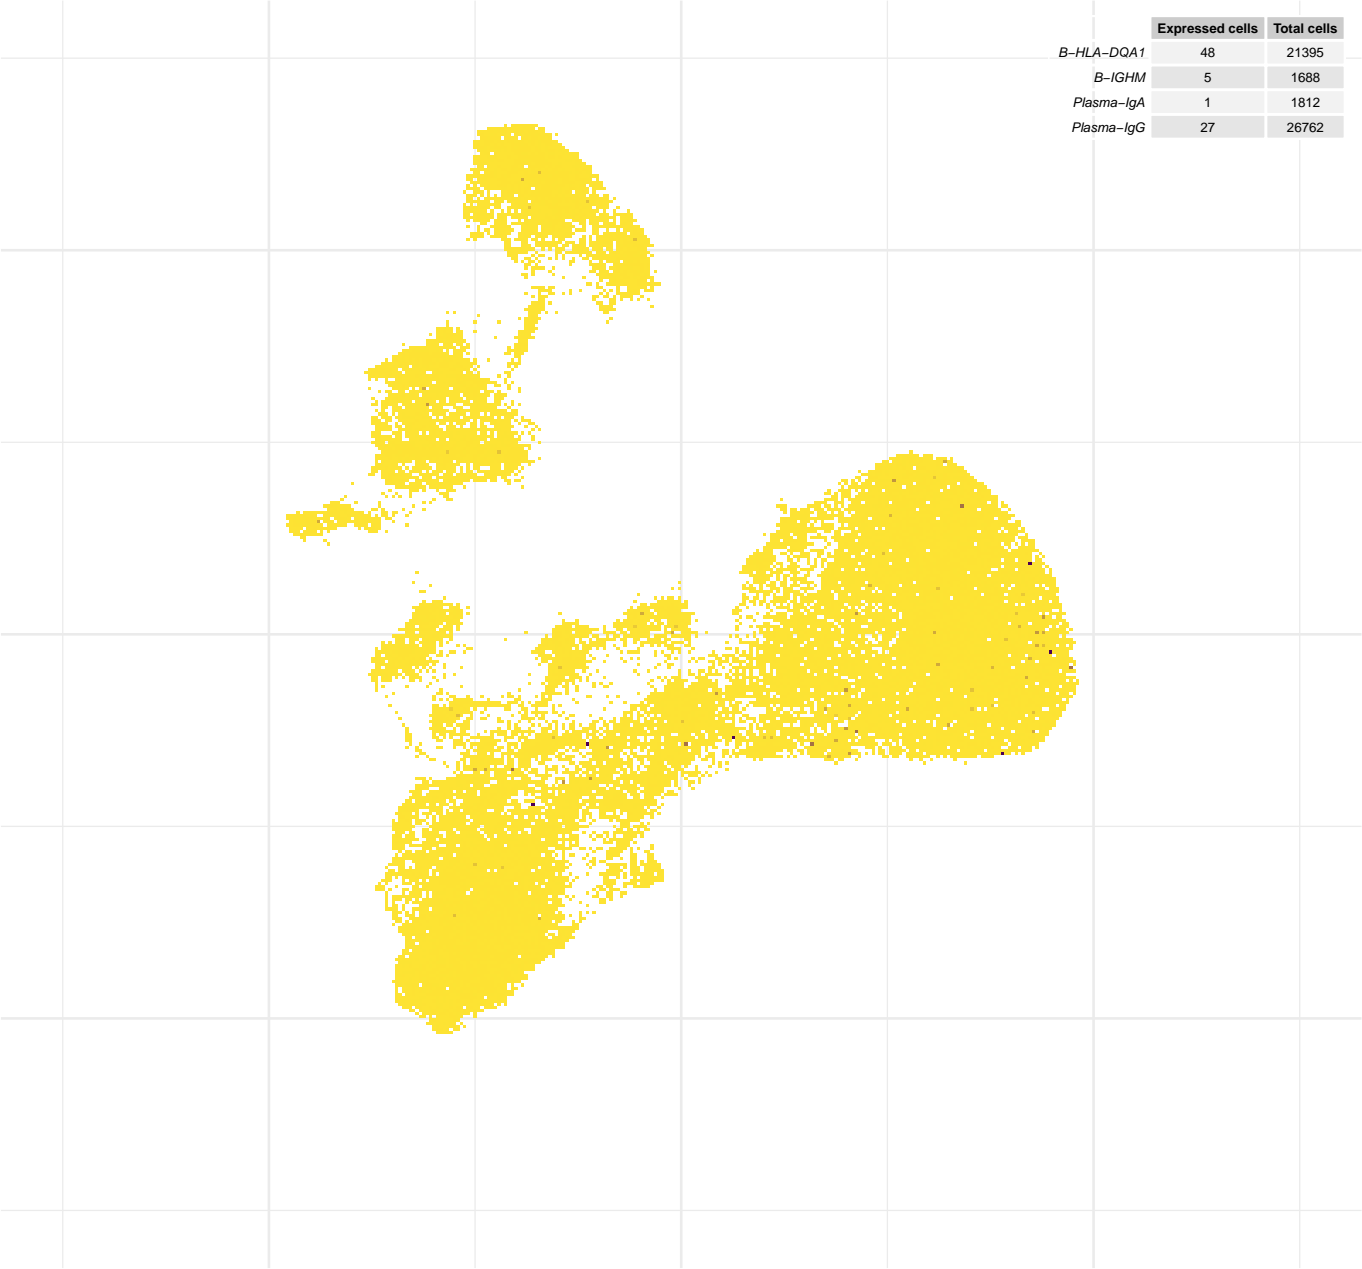 Expressed cells Total cells
B−HLA−DQA1 48 21395
B−IGHM 5 1688
Plasma−IgA 1 1812
Plasma−IgG 27 26762